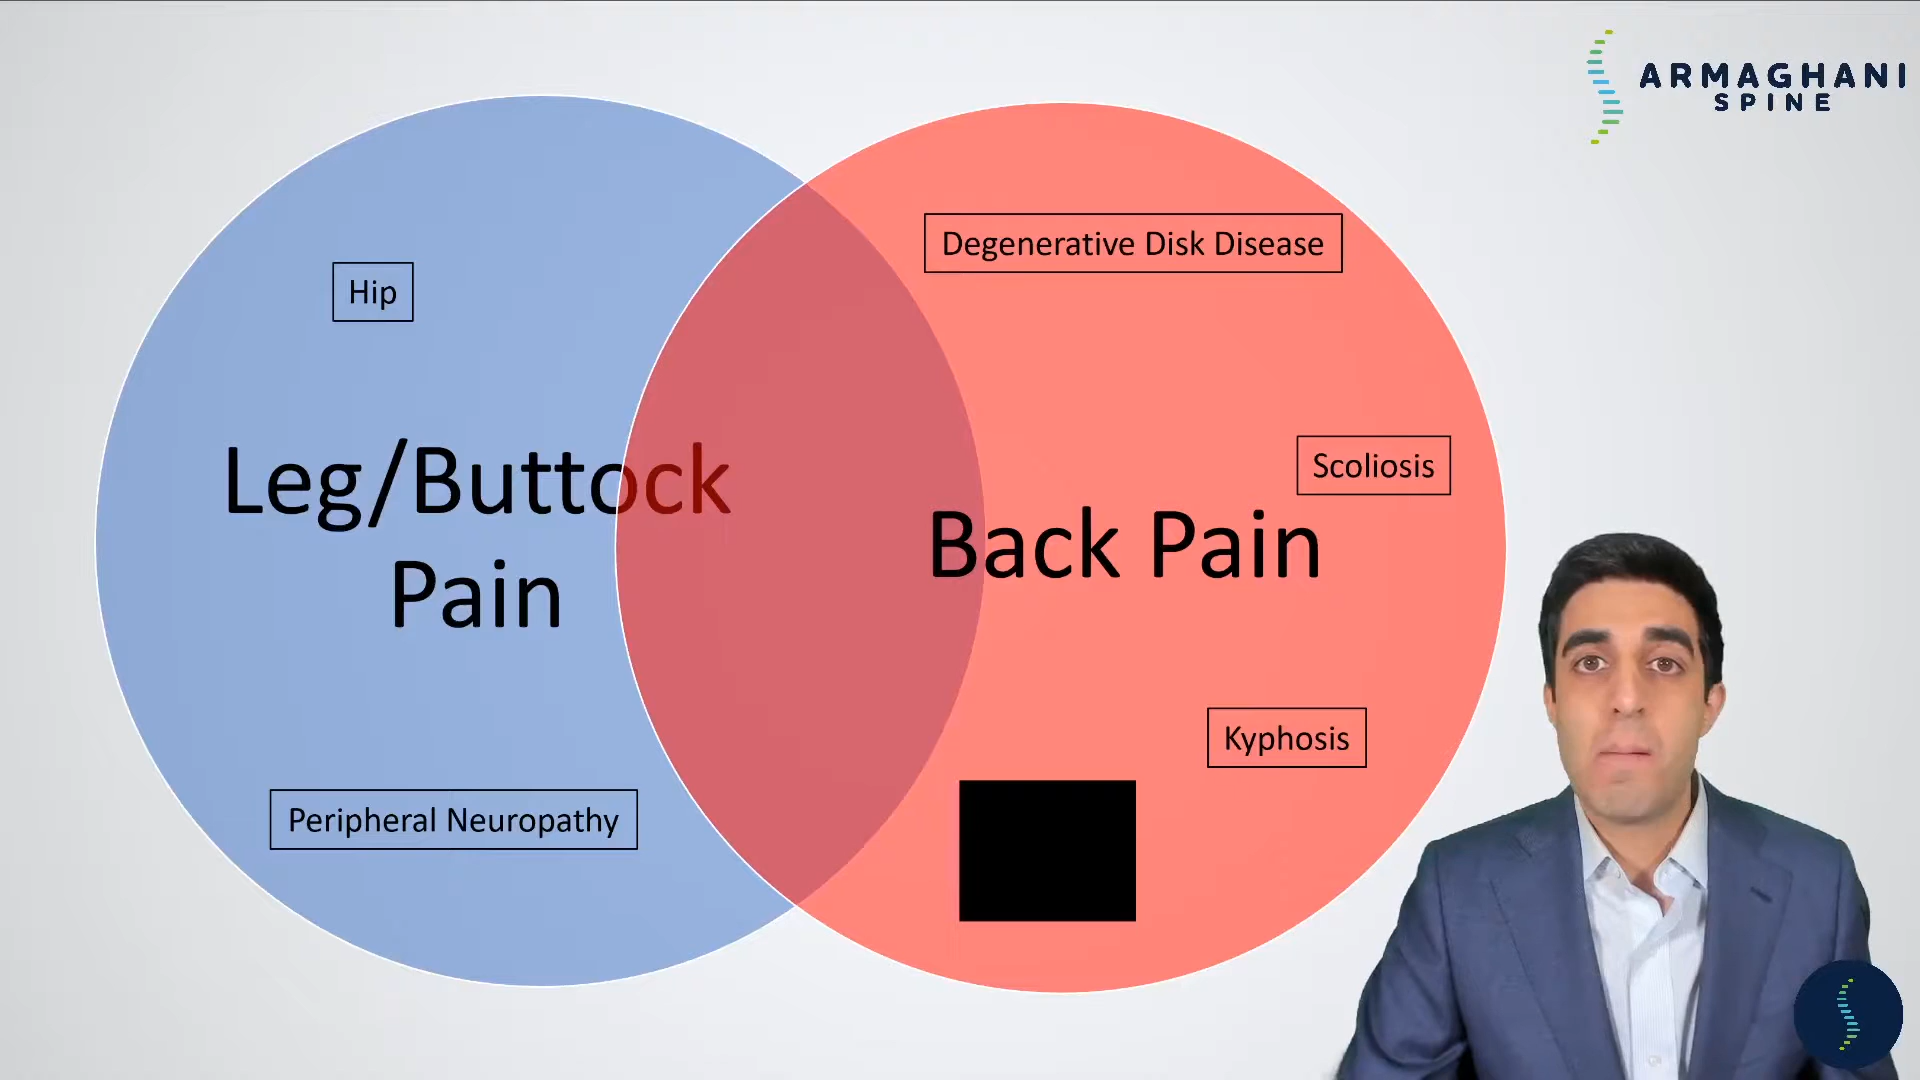 ARMAGHANI
SPINE
Degenerative Disk Disease
Hip
Leg/Buttock
Pain
Scoliosis
Back Pain
Kyphosis
Peripheral Neuropathy